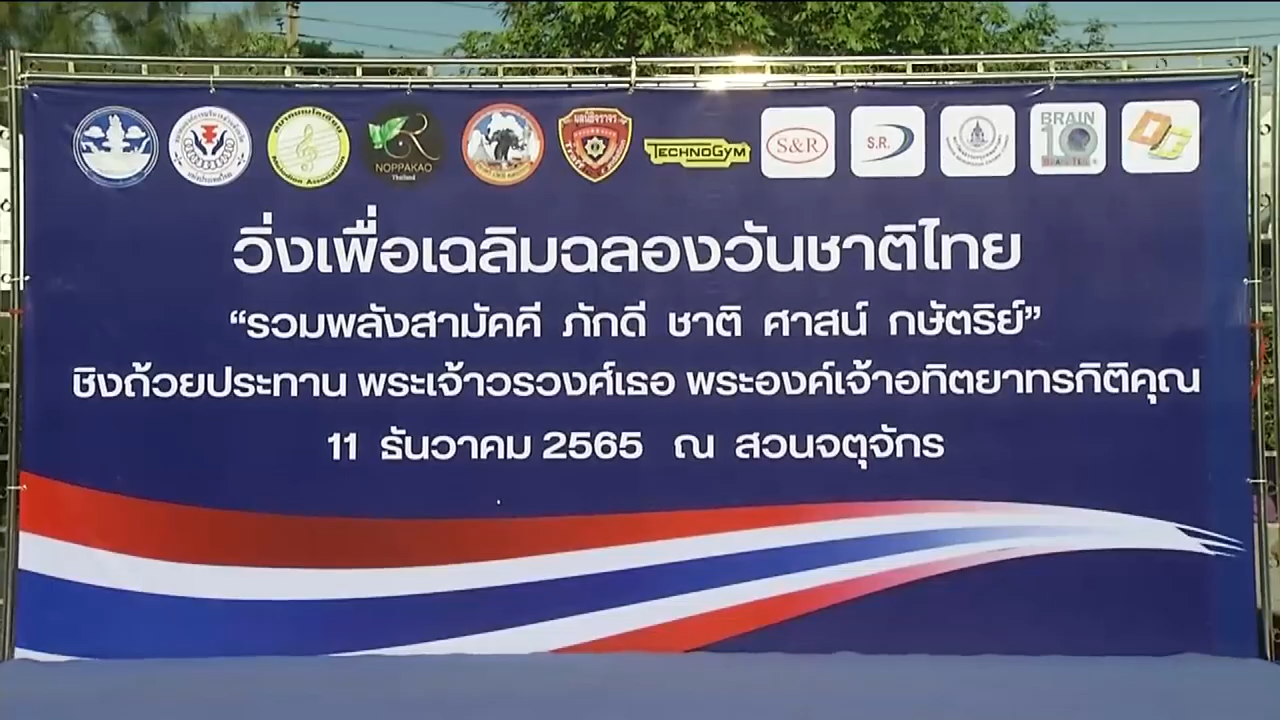 NOPPAKAO
Thailand
TECHNOGYM
S&R
S.R.
BRAIN
10
วิ่งเพื่อเฉลิมฉลองวันชาติไทย
“รวมพลังสามัคคี ภักดี ชาติ ศาสน์ กษัตริย์”
ชิงถ้วยประทาน พระเจ้าวรวงศ์เธอ พระองค์เจ้าอทิตยาทรกิติคุณ
11 ธันวาคม 2565 ณ สวนจตุจักร